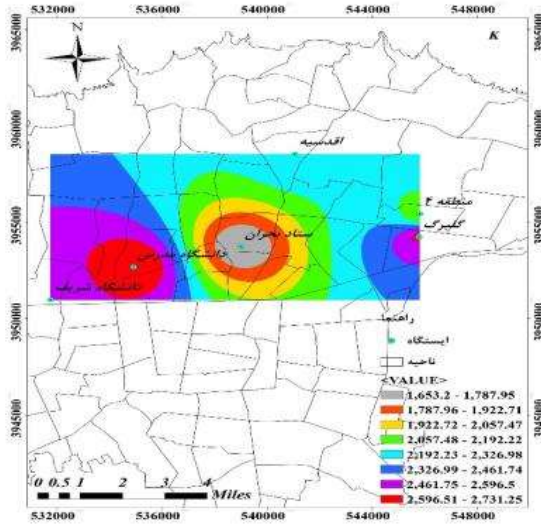 532000 536000 540000 544000 548000
3965000
N
K
3960000
اقدسیه
منطقه ۴
گلبرگ
3955000
ستاد بحران
دانشگاه مدرس
دانشگاه شریف
3950000
راهنما
ایستگاه
ناحیه
<VALUE>
1,653.2 - 1,787.95
1,787.96 - 1,922.71
1,922.72 - 2,057.47
2,057.48 - 2,192.22
2,192.23 - 2,326.98
2,326.99 - 2,461.74
2,461.75 - 2,596.5
2,596.51 - 2,731.25
3945000
0 0.5 1 2 3 4
Miles
532000 536000 540000 544000 548000